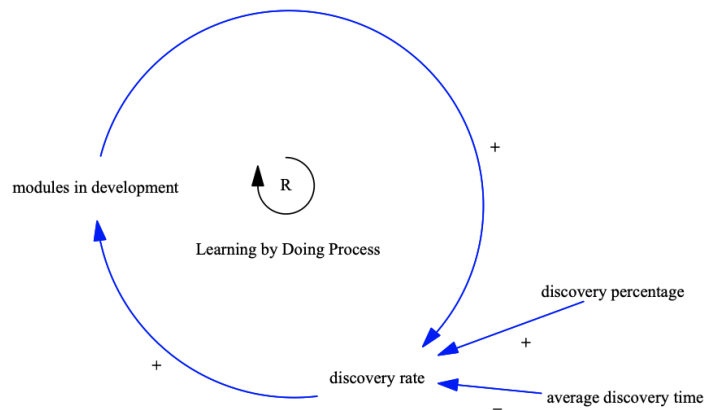 +
modules in development
R
Learning by Doing Process
discovery percentage
+
+
discovery rate
average discovery time
–